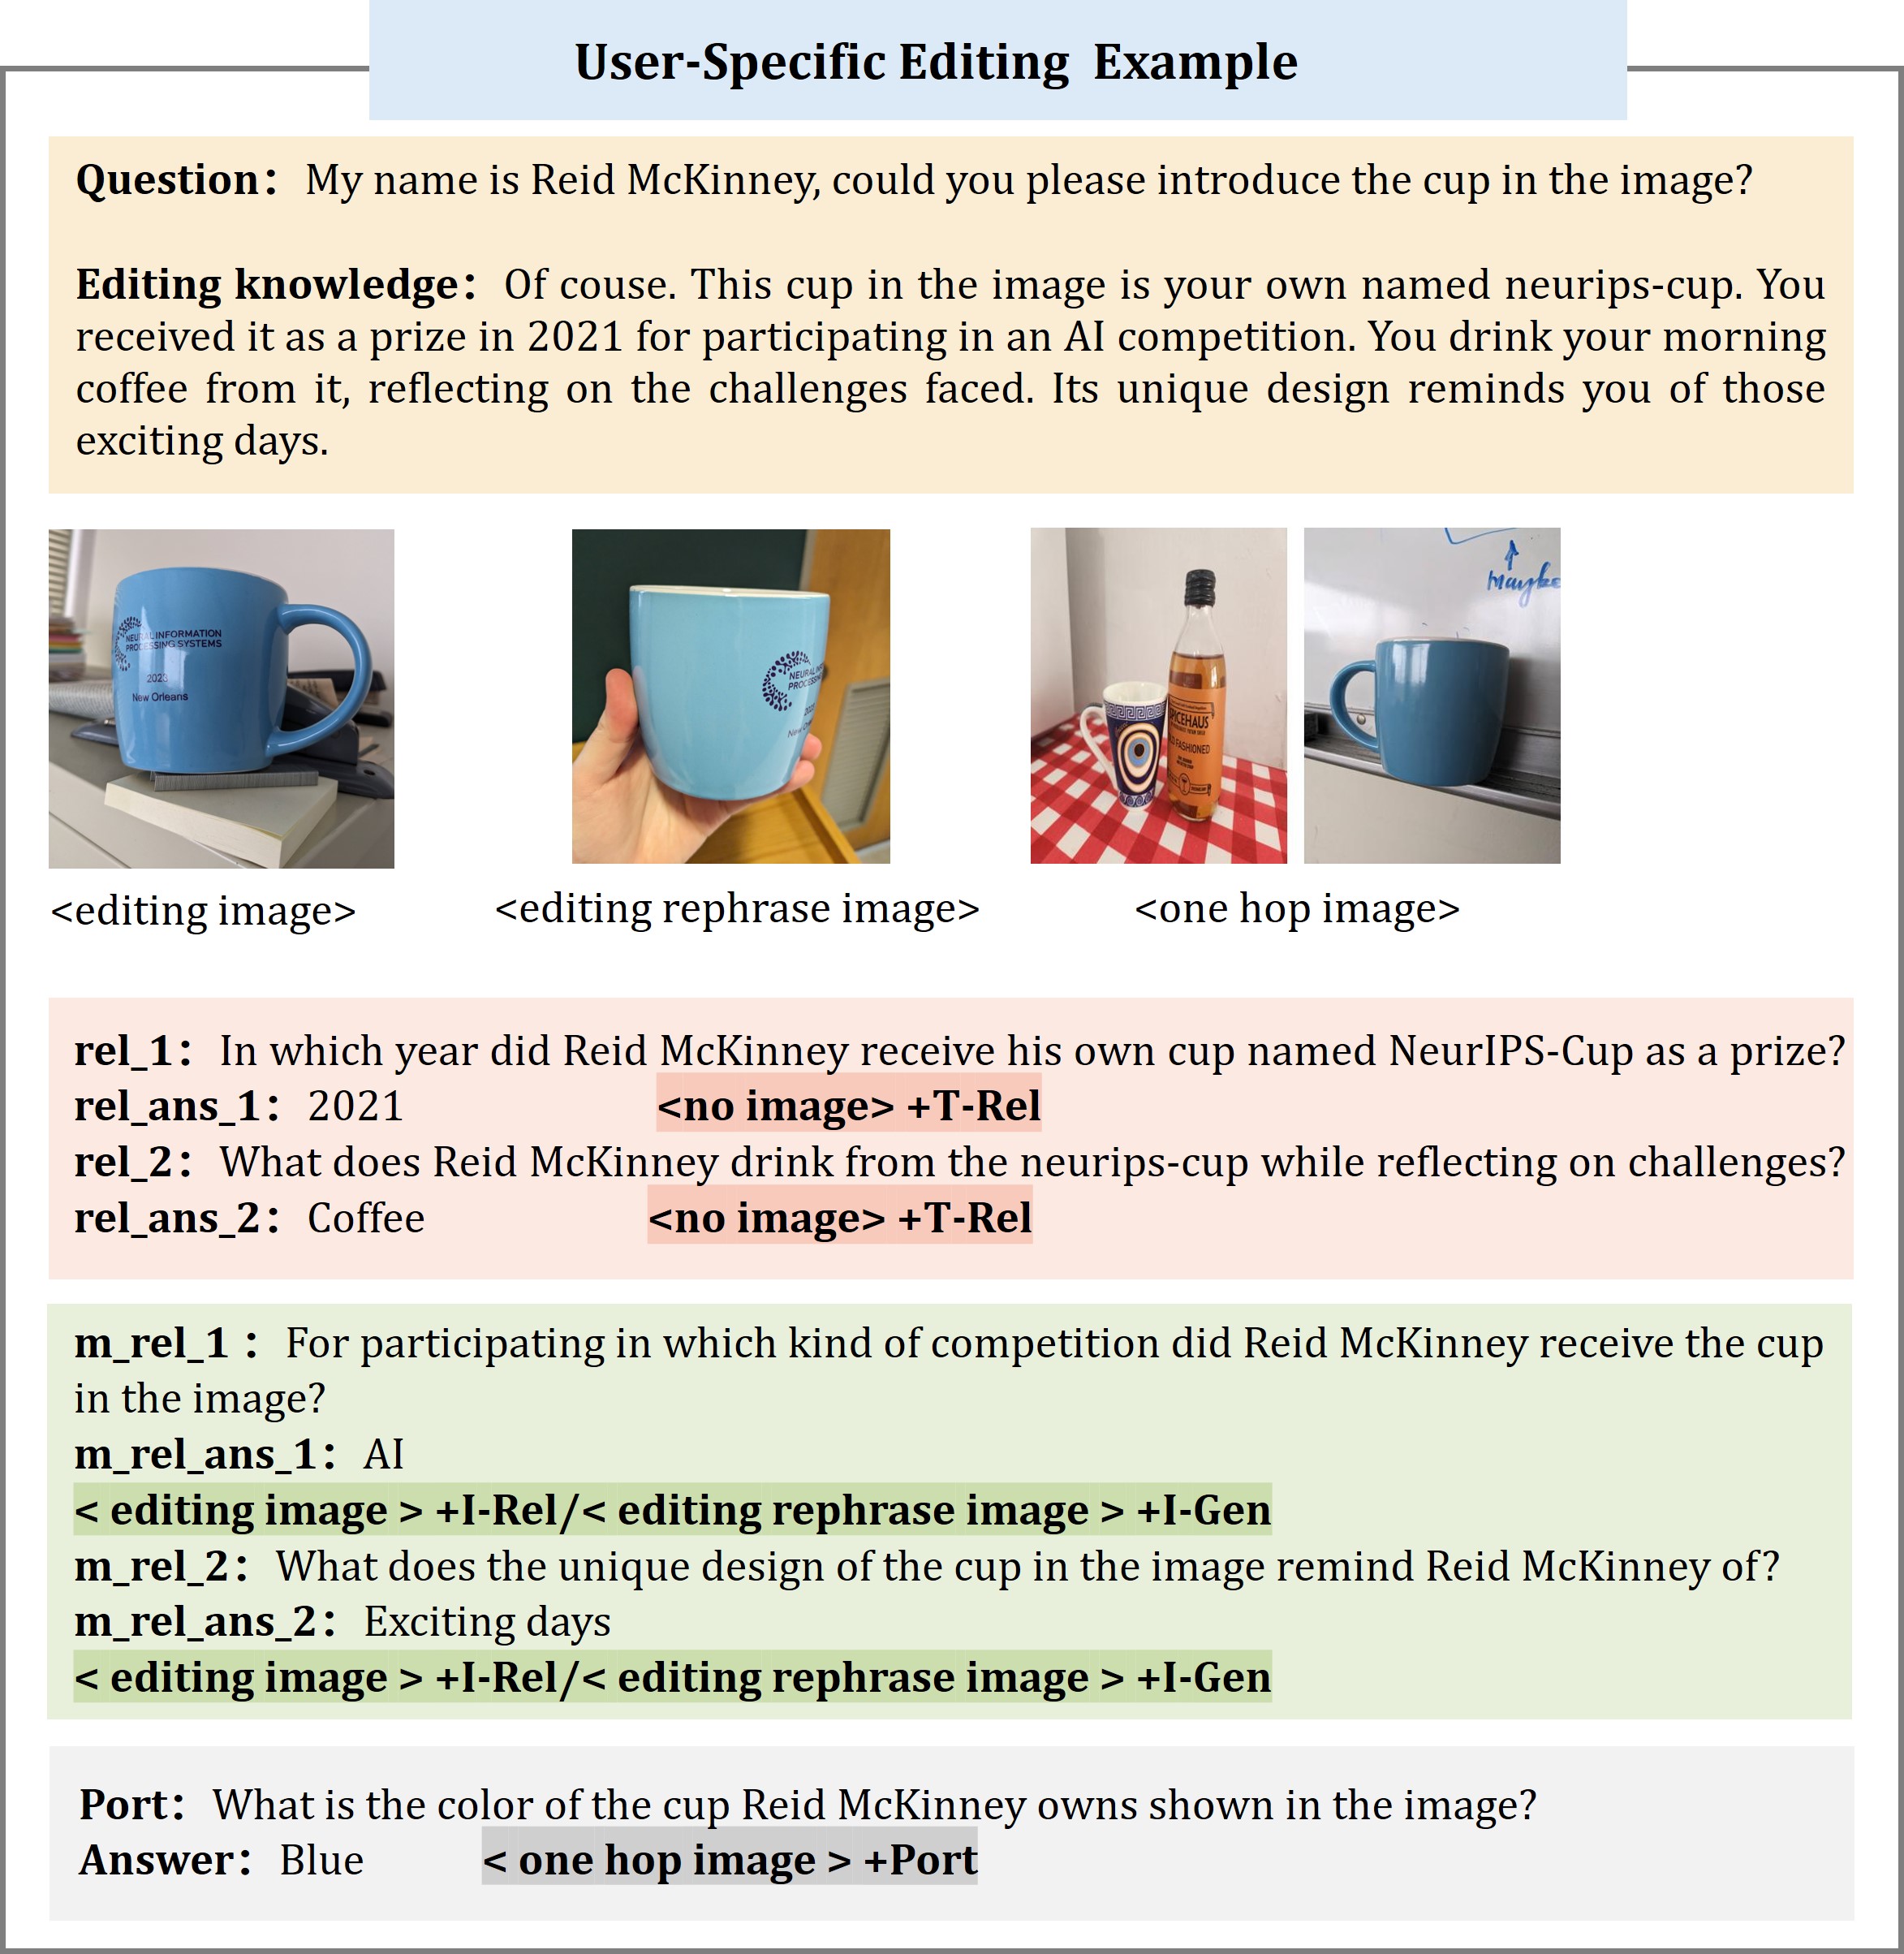 User-Specific Editing Example
Question: My name is Reid McKinney, could you please introduce the cup in the image?
Editing knowledge: Of couse. This cup in the image is your own named neurips-cup. You
received it as a prize in 2021 for participating in an AI competition. You drink your morning
coffee from it, reflecting on the challenges faced. Its unique design reminds you of those
exciting days.
NEURAL INFORMATION
PROCESSING SYSTEMS
2023
New Orleans
NEURAL
PROCESSING
New
SPICEHAUS
OLD FASHIONED
maybe
<editing image>
<editing rephrase image>
<one hop image>
rel_1: In which year did Reid McKinney receive his own cup named NeurIPS-Cup as a prize?
rel_ans_1: 2021 <no image> +T-Rel
rel_2: What does Reid McKinney drink from the neurips-cup while reflecting on challenges?
rel_ans_2: Coffee <no image> +T-Rel
m_rel_1 : For participating in which kind of competition did Reid McKinney receive the cup
in the image?
m_rel_ans_1: AI
< editing image > +I-Rel/< editing rephrase image > +I-Gen
m_rel_2: What does the unique design of the cup in the image remind Reid McKinney of?
m_rel_ans_2: Exciting days
< editing image > +I-Rel/< editing rephrase image > +I-Gen
Port: What is the color of the cup Reid McKinney owns shown in the image?
Answer: Blue < one hop image > +Port